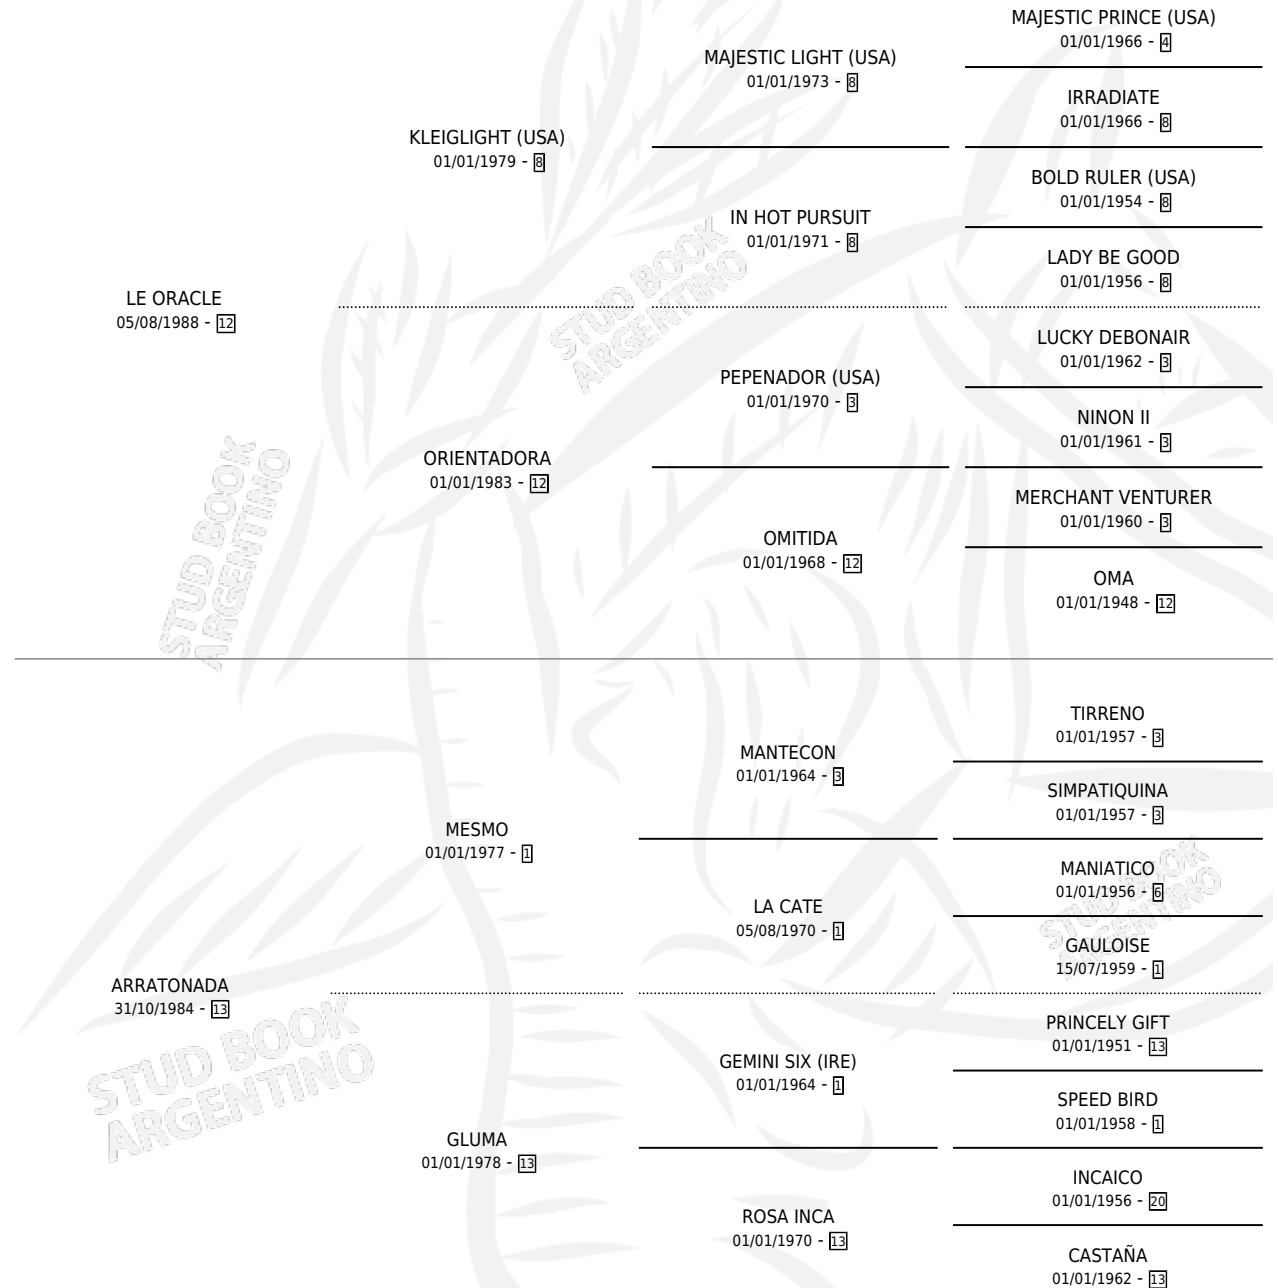 MAJESTIC PRINCE (USA)
01/01/1966 - 4
MAJESTIC LIGHT (USA)
01/01/1973 - 8
IRRADIATE
01/01/1966 - 8
KLEIGLIGHT (USA)
01/01/1979 - 8
BOLD RULER (USA)
01/01/1954 - 8
IN HOT PURSUIT
01/01/1971 - 8
LADY BE GOOD
01/01/1956 - 8
LE ORACLE
05/08/1988 - 12
LUCKY DEBONAIR
01/01/1962 - 3
PEPENADOR (USA)
01/01/1970 - 3
NINON II
01/01/1961 - 3
ORIENTADORA
01/01/1983 - 12
MERCHANT VENTURER
01/01/1960 - 3
OMITIDA
01/01/1968 - 12
OMA
01/01/1948 - 12
TIRRENO
01/01/1957 - 3
MANTECON
01/01/1964 - 3
SIMPATIQUINA
01/01/1957 - 3
MESMO
01/01/1977 - 1
MANIATICO
01/01/1956 - 6
LA CATE
05/08/1970 - 1
GAULOISE
15/07/1959 - 1
ARRATONADA
31/10/1984 - 13
PRINCELY GIFT
01/01/1951 - 13
GEMINI SIX (IRE)
01/01/1964 - 1
SPEED BIRD
01/01/1958 - 1
GLUMA
01/01/1978 - 13
INCAICO
01/01/1956 - 20
ROSA INCA
01/01/1970 - 13
CASTAÑA
01/01/1962 - 13
STUD BOOK
ARGENTINO
STUD BOOK
ARGENTINO
STUD BOOK
ARGENTINO
STUD BOOK
ARGENTINO